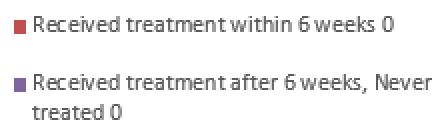 Received treatment within 6 weeks 0
Received treatment after 6 weeks, Never
treated 0